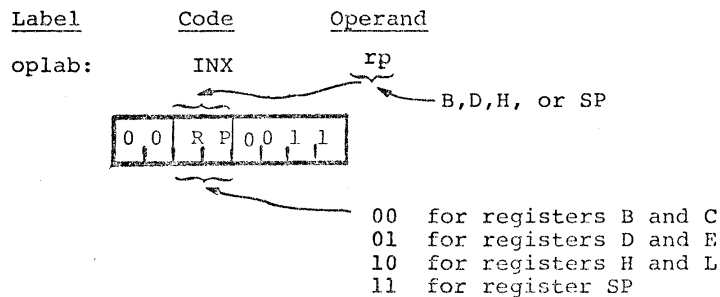 Label Code Operand
oplab: INX rp
B,D,H, or SP
0 0 R P 0 0 1 1
00 for registers B and C
01 for registers D and E
10 for registers H and L
11 for register SP